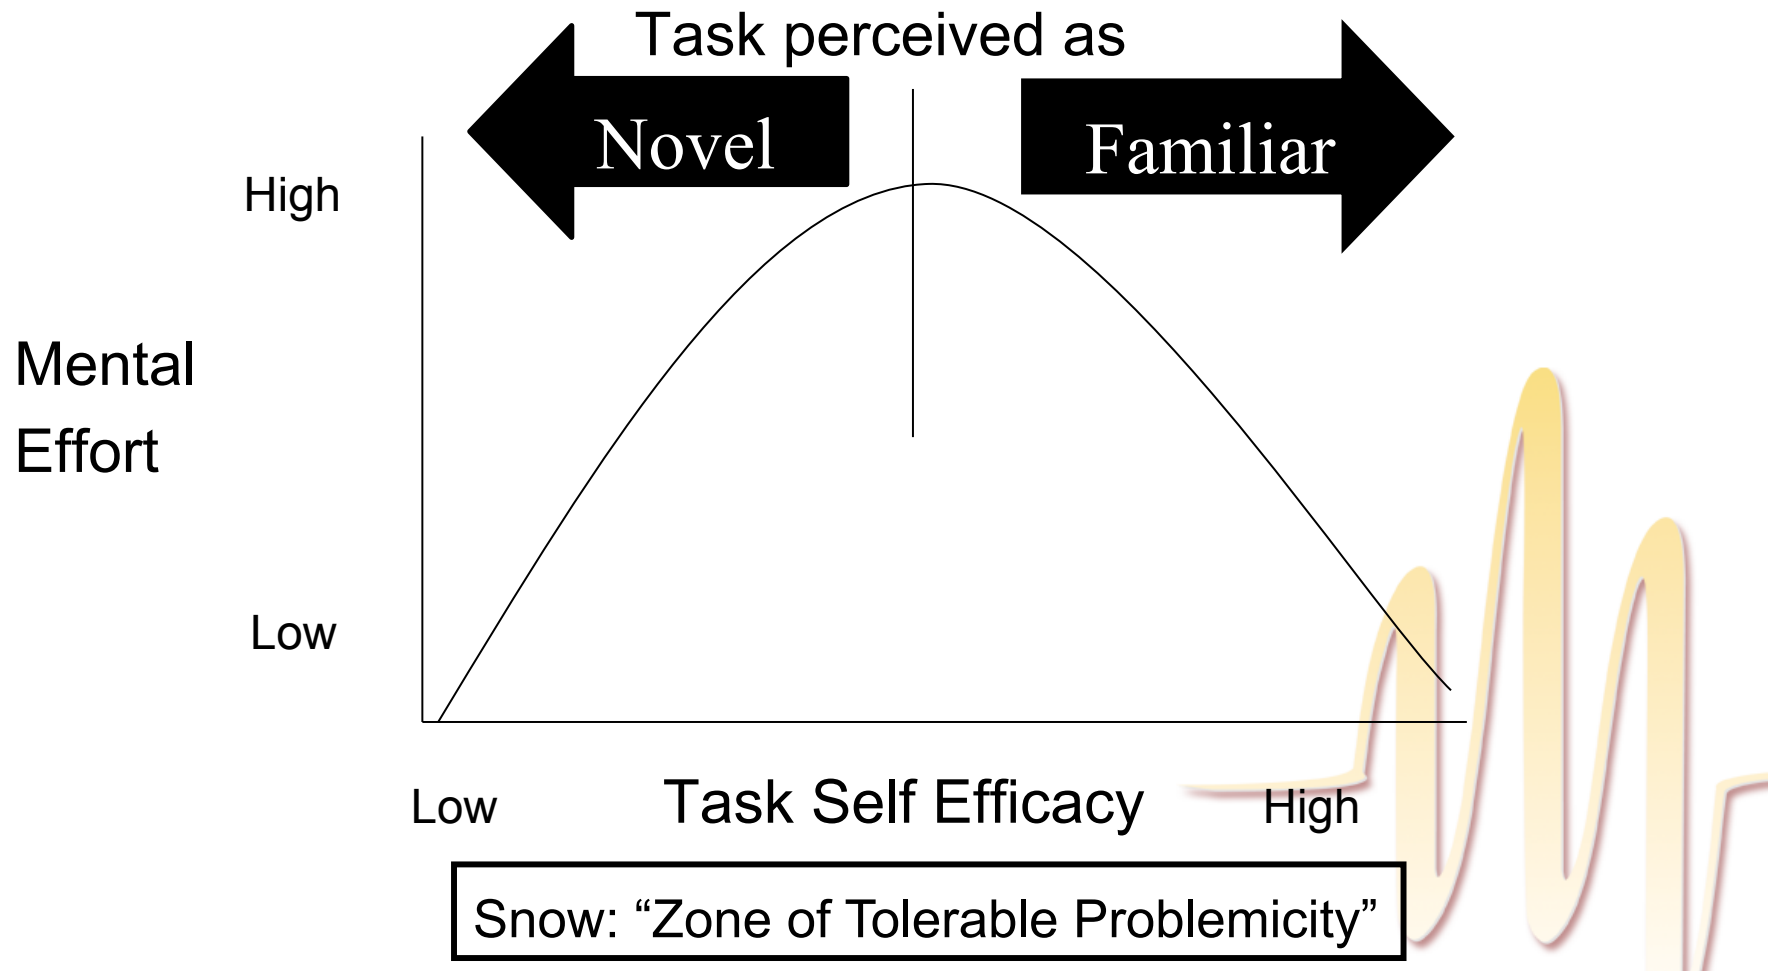 Task perceived as
Novel
Familiar
High
Mental
Effort
Low
Low
Task Self Efficacy
High
Snow: “Zone of Tolerable Problemicity”